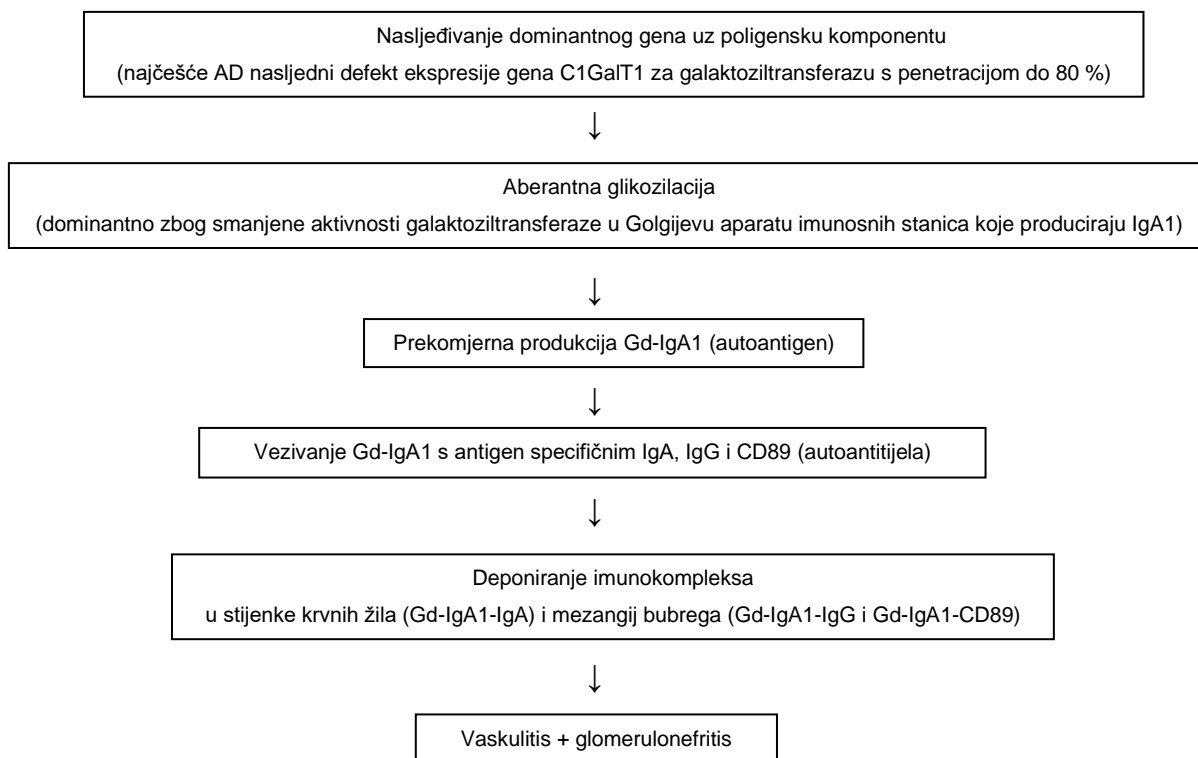 Nasljeđivanje dominantnog gena uz poligensku komponentu
(najčešće AD nasljedni defekt ekspresije gena C1GalT1 za galaktoziltransferazu s penetracijom do 80 %)
↓
Aberantna glikozilacija
(dominantno zbog smanjene aktivnosti galaktoziltransferaze u Golgijevu aparatu imunosnih stanica koje produciraju IgA1)
↓
Prekomjerna produkcija Gd-IgA1 (autoantigen)
↓
Vezivanje Gd-IgA1 s antigen specifičnim IgA, IgG i CD89 (autoantitijela)
↓
Deponiranje imunokompleksa
u stijenke krvnih žila (Gd-IgA1-IgA) i mezangij bubrega (Gd-IgA1-IgG i Gd-IgA1-CD89)
↓
Vaskulitis + glomerulonefritis